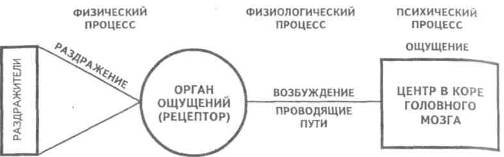 ФИЗИЧЕСКИЙ
ПРОЦЕСС
ФИЗИОЛОГИЧЕСКИЙ
ПРОЦЕСС
ПСИХИЧЕСКИЙ
ПРОЦЕСС
РАЗДРАЖИТЕЛИ
РАЗДРАЖЕНИЕ
ОРГАН
ОЩУЩЕНИЙ
(РЕЦЕПТОР)
ВОЗБУЖДЕНИЕ
ПРОВОДЯЩИЕ
ПУТИ
ОЩУЩЕНИЕ
ЦЕНТР В КОРЕ
ГОЛОВНОГО
МОЗГА